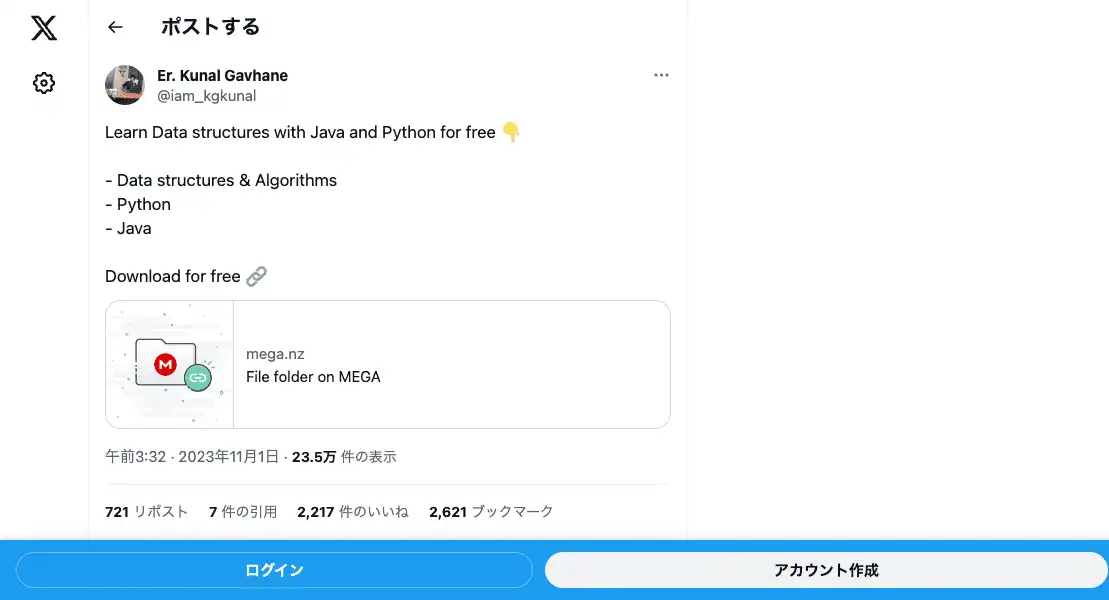 ポストする
Er. Kunal Gavhane
@iam_kgkunal
Learn Data structures with Java and Python for free 👇
- Data structures & Algorithms
- Python
- Java
Download for free 🔗
mega.nz
File folder on MEGA
午前3:32 · 2023年11月1日 · 23.5万 件の表示
721 リポスト 7 件の引用 2,217 件のいいね 2,621 ブックマーク
ログイン
アカウント作成